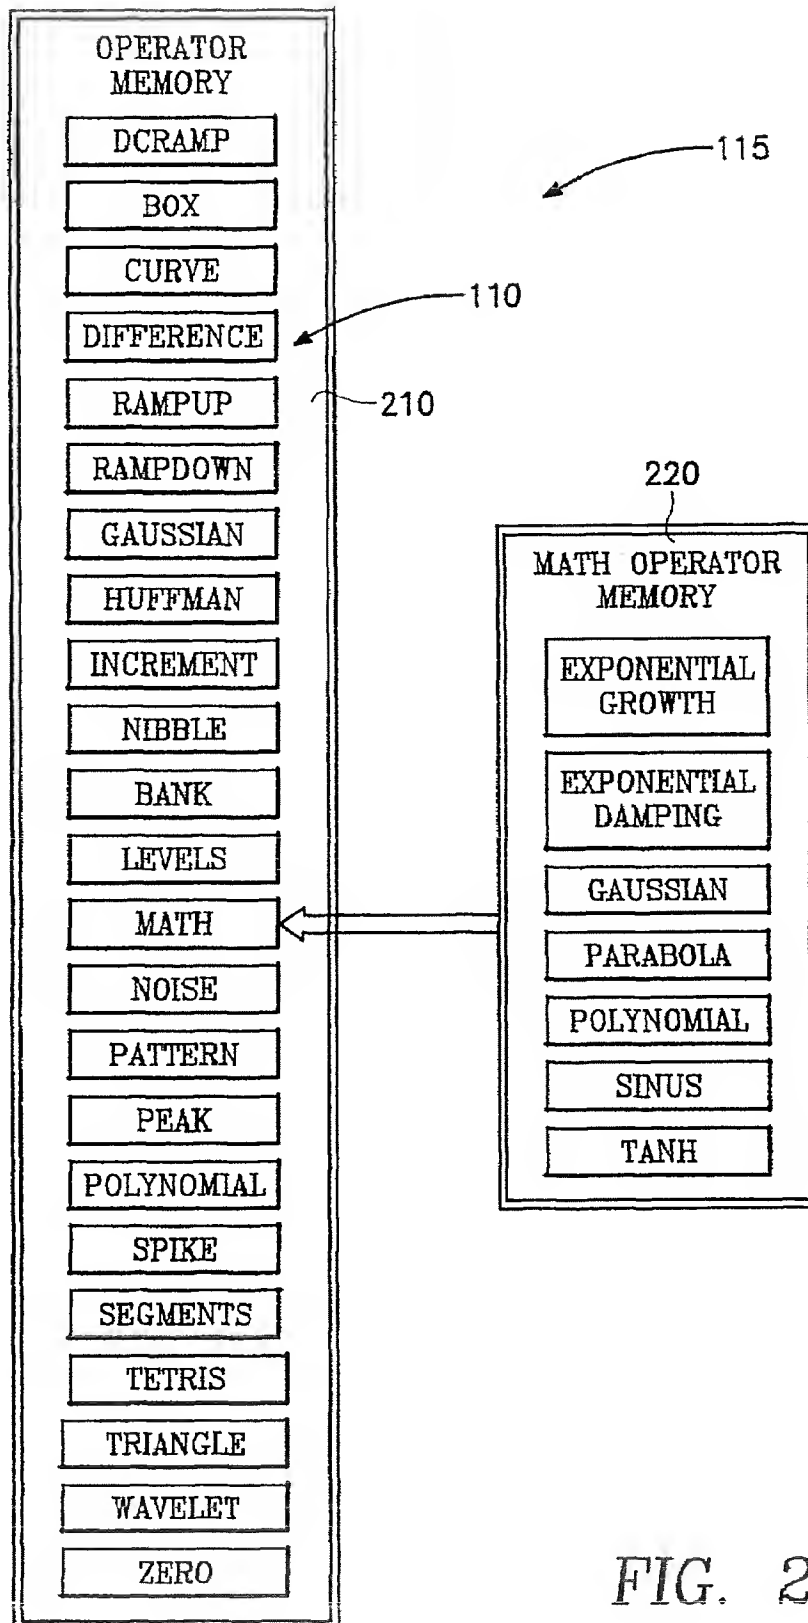 OPERATOR
MEMORY
DCRAMP
BOX
CURVE
DIFFERENCE
RAMPUP
RAMPDOWN
GAUSSIAN
HUFFMAN
INCREMENT
NIBBLE
BANK
LEVELS
MATH
NOISE
PATTERN
PEAK
POLYNOMIAL
SPIKE
SEGMENTS
TETRIS
TRIANGLE
WAVELET
ZERO
115
110
210
220
MATH OPERATOR
MEMORY
EXPONENTIAL
GROWTH
EXPONENTIAL
DAMPING
GAUSSIAN
PARABOLA
POLYNOMIAL
SINUS
TANH
FIG. 2